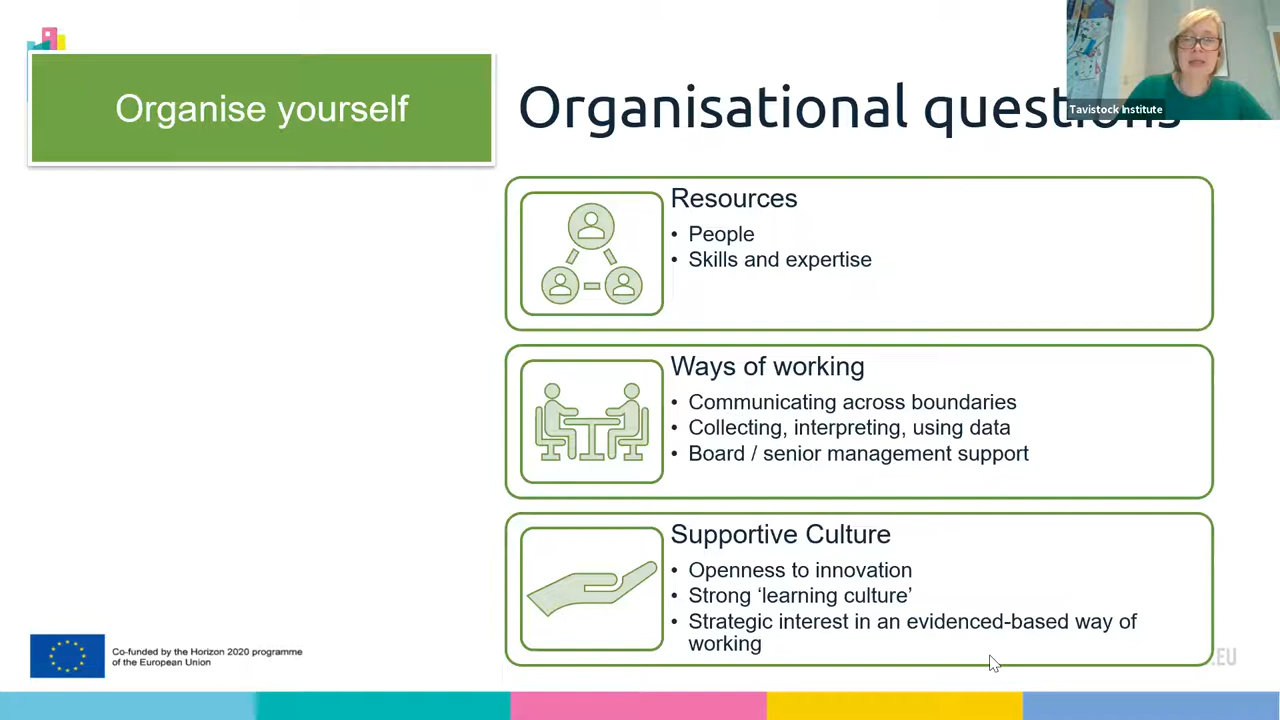 Organise yourself
Organisational questions
Tavistock Institute
Resources
• People
• Skills and expertise
Ways of working
• Communicating across boundaries
• Collecting, interpreting, using data
• Board / senior management support
Supportive Culture
• Openness to innovation
• Strong ‘learning culture’
• Strategic interest in an evidenced-based way of
working
Co-funded by the Horizon 2020 programme
of the European Union
.EU